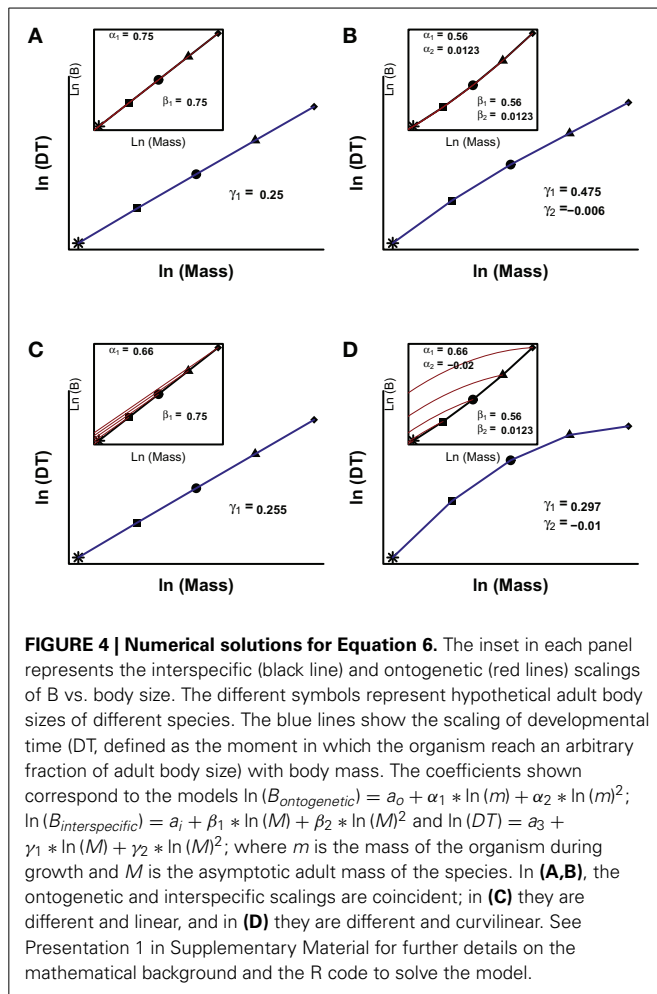 A
α1 = 0.75
β1 = 0.75
Ln (B)
Ln (Mass)
ln (DT)
γ1 = 0.25
ln (Mass)
B
α1 = 0.56
α2 = 0.0123
β1 = 0.56
β2 = 0.0123
Ln (B)
Ln (Mass)
ln (DT)
γ1 = 0.475
γ2 = −0.006
ln (Mass)
C
α1 = 0.66
β1 = 0.75
Ln (B)
Ln (Mass)
ln (DT)
γ1 = 0.255
ln (Mass)
D
α1 = 0.66
α2 = −0.02
β1 = 0.56
β2 = 0.0123
Ln (B)
Ln (Mass)
ln (DT)
γ1 = 0.297
γ2 = −0.01
ln (Mass)
FIGURE 4 | Numerical solutions for Equation 6. The inset in each panel
represents the interspecific (black line) and ontogenetic (red lines) scalings
of B vs. body size. The different symbols represent hypothetical adult body
sizes of different species. The blue lines show the scaling of developmental
time (DT, defined as the moment in which the organism reach an arbitrary
fraction of adult body size) with body mass. The coefficients shown
correspond to the models ln (Bontogenetic) = ao + α1 ∗ ln (m) + α2 ∗ ln (m)2;
ln (Binterspecific) = ai + β1 ∗ ln (M) + β2 ∗ ln (M)2 and ln (DT) = a3 +
γ1 ∗ ln (M) + γ2 ∗ ln (M)2; where m is the mass of the organism during
growth and M is the asymptotic adult mass of the species. In (A,B), the
ontogenetic and interspecific scalings are coincident; in (C) they are
different and linear, and in (D) they are different and curvilinear. See
Presentation 1 in Supplementary Material for further details on the
mathematical background and the R code to solve the model.